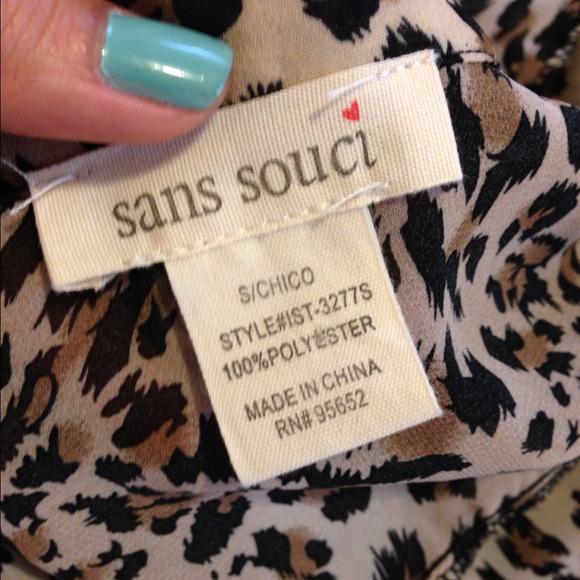 sans souci
S/CHICO
STYLE#IST-3277S
100%POLYESTER
MADE IN CHINA
RN# 95652